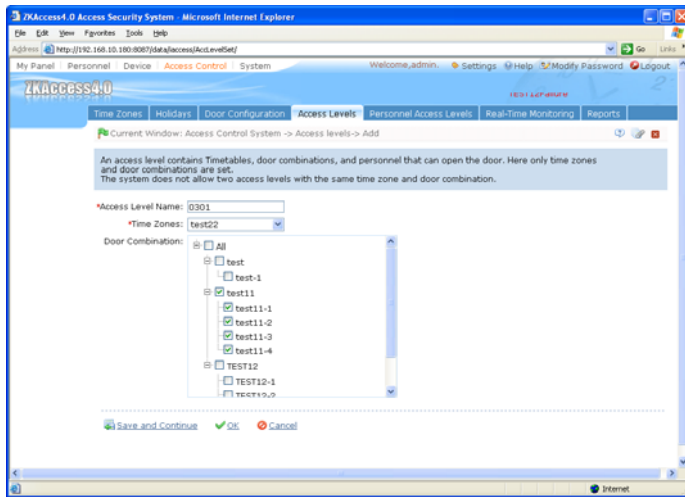 ZKAccess4.0 Access Security System - Microsoft Internet Explorer
File Edit View Favorites Tools Help
Address http://192.168.10.180:8087/data/iaccess/AccLevelSet/ Go Links
My Panel Personnel Device Access Control System Welcome,admin. Settings Help Modify Password Logout
ZKAccess4.0
Time Zones Holidays Door Configuration Access Levels Personnel Access Levels Real-Time Monitoring Reports
Current Window: Access Control System -> Access levels-> Add
An access level contains Timetables, door combinations, and personnel that can open the door. Here only time zones
and door combinations are set.
The system does not allow two access levels with the same time zone and door combination.
*Access Level Name: 0301
*Time Zones: test22
Door Combination:
All
test
test-1
test11
test11-1
test11-2
test11-3
test11-4
TEST12
TEST12-1
TEST12-2
Save and Continue OK Cancel
Internet